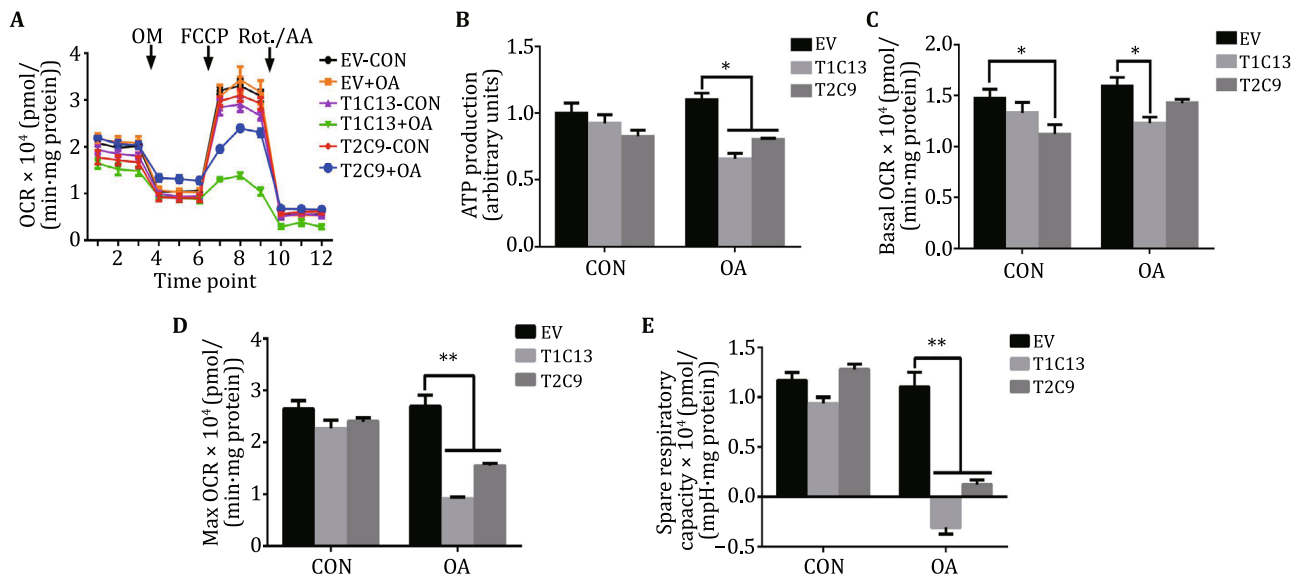 A
OM
FCCP
Rot./AA
OCR × 10⁴ (pmol/
(min·mg protein))
4
3
2
1
0
2
4
6
8
10
12
Time point
EV-CON
EV+OA
T1C13-CON
T1C13+OA
T2C9-CON
T2C9+OA
B
ATP production
(arbitrary units)
1.5
1.0
0.5
0.0
*
CON
OA
EV
T1C13
T2C9
C
Basal OCR × 10⁴ (pmol/
(min·mg protein))
2.0
1.5
1.0
0.5
0.0
*
*
CON
OA
EV
T1C13
T2C9
D
Max OCR × 10⁴ (pmol/
(min·mg protein))
4
3
2
1
0
**
CON
OA
EV
T1C13
T2C9
E
Spare respiratory
capacity × 10⁴ (pmol/
(mpH·mg protein))
1.5
1.0
0.5
0.0
−0.5
**
CON
OA
EV
T1C13
T2C9